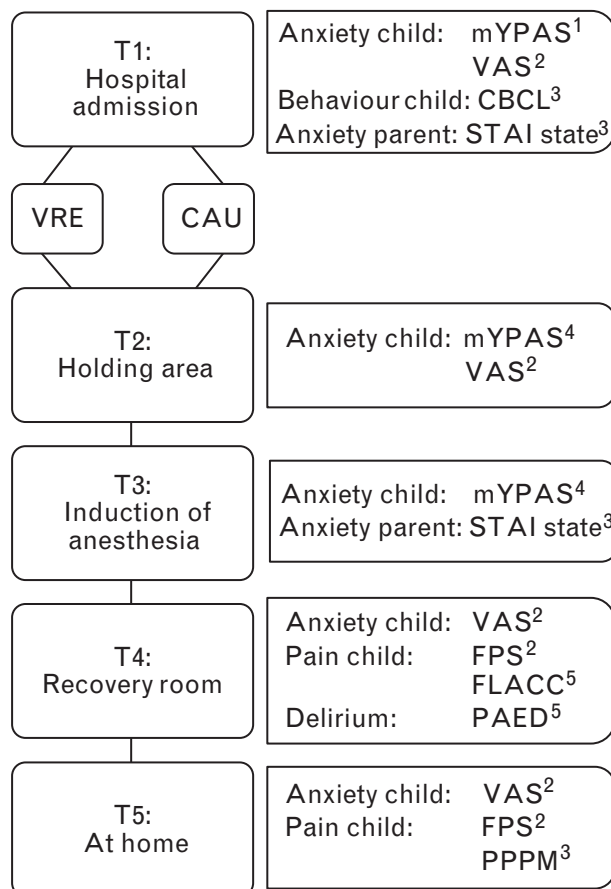 T1:
Hospital
admission
Anxiety child: mYPAS¹
VAS²
Behaviour child: CBCL³
Anxiety parent: STAI state³
VRE
CAU
T2:
Holding area
Anxiety child: mYPAS⁴
VAS²
T3:
Induction of
anesthesia
Anxiety child: mYPAS⁴
Anxiety parent: STAI state³
T4:
Recovery room
Anxiety child: VAS²
Pain child: FPS²
FLACC⁵
Delirium: PAED⁵
T5:
At home
Anxiety child: VAS²
Pain child: FPS²
PPPM³